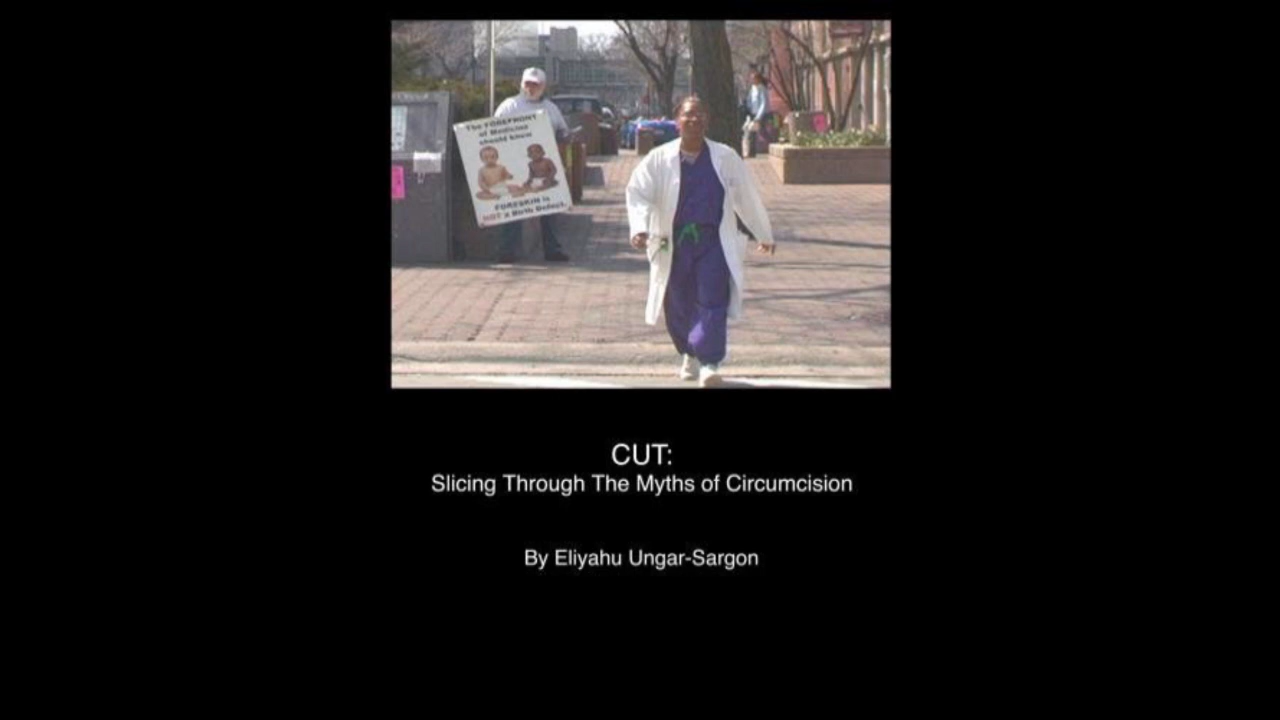 The FOREFRONT
of Medicine
should know
FORESKIN is
NOT a Birth Defect.
CUT:
Slicing Through The Myths of Circumcision
By Eliyahu Ungar-Sargon